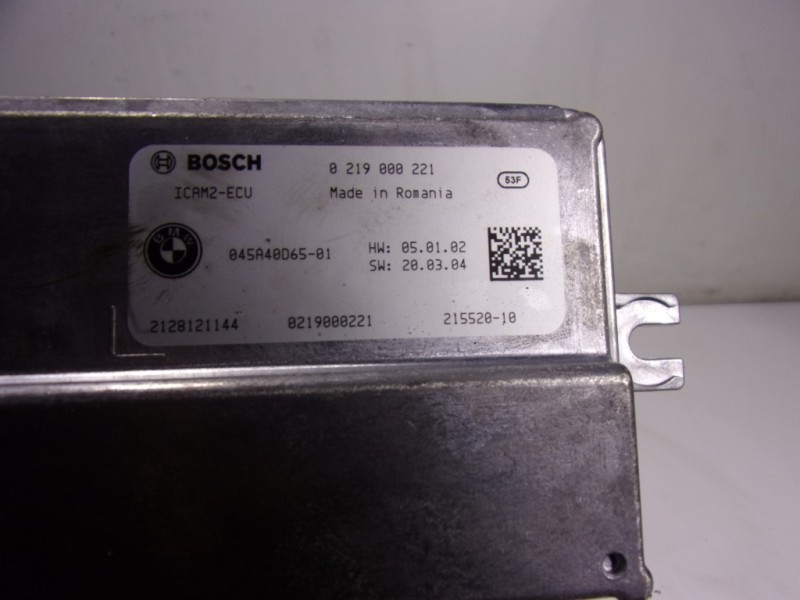 BOSCH 0 219 000 221
ICAM2-ECU Made in Romania 53F
BMW 045A40D65-01 HW: 05.01.02
SW: 20.03.04
2128121144 0219000221 215520-10